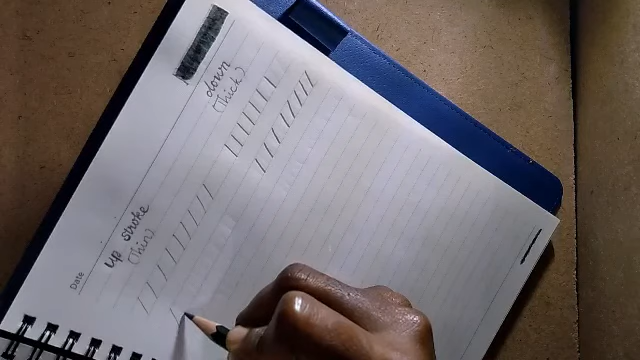 Date
up stroke
(Thin)
down
(Thick)